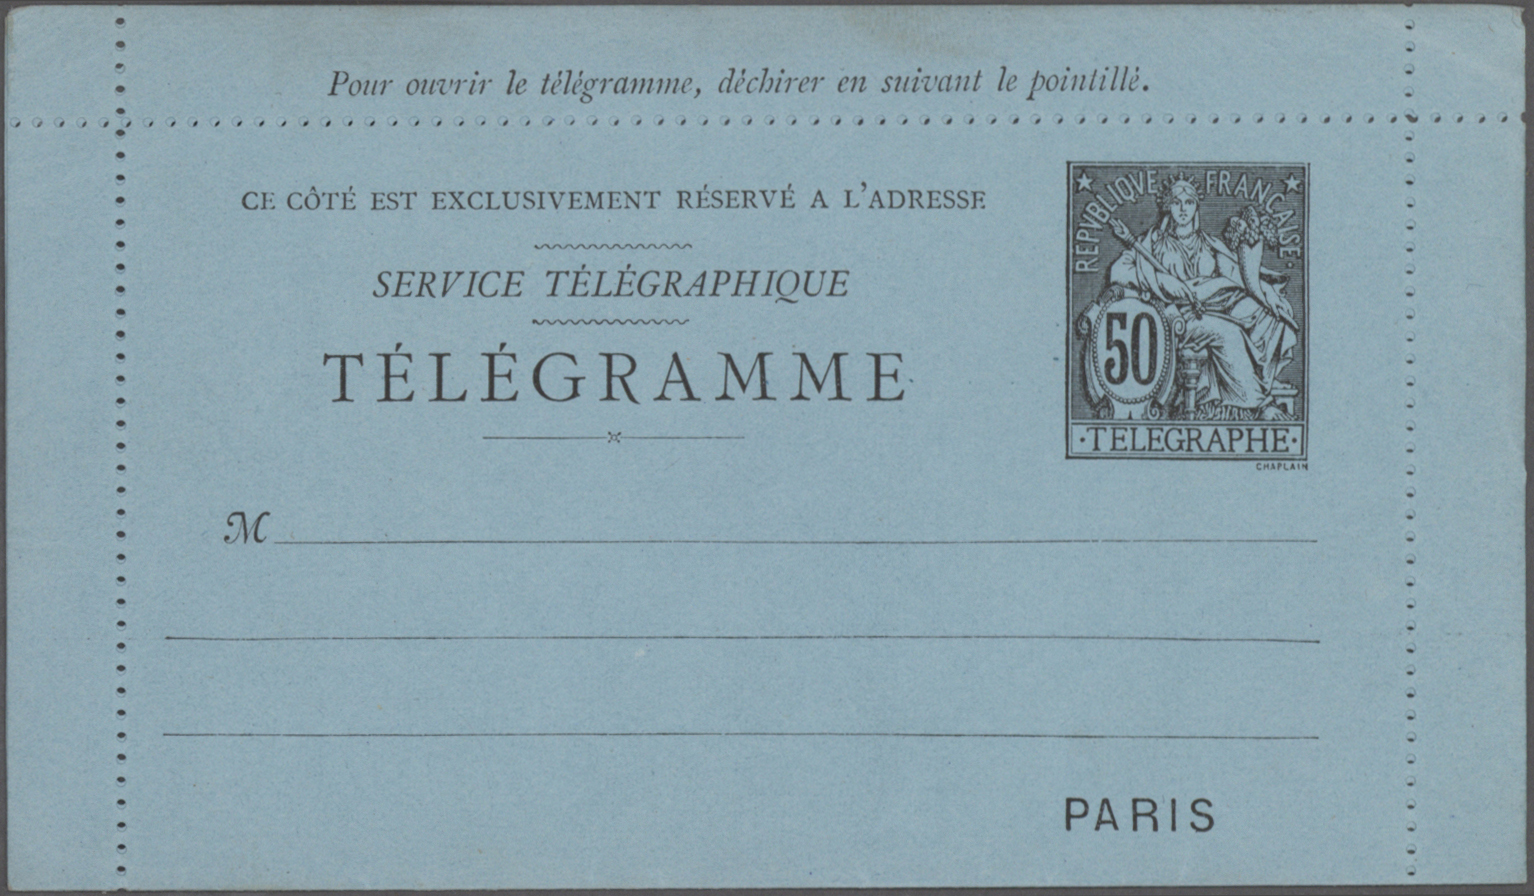 Pour ouvrir le télégramme, déchirer en suivant le pointillé.
CE CÔTÉ EST EXCLUSIVEMENT RÉSERVÉ A L'ADRESSE
SERVICE TÉLÉGRAPHIQUE
TÉLÉGRAMME
REPVBLIQVE FRANÇAISE
50
·TELEGRAPHE·
CHAPLAIN
M
PARIS